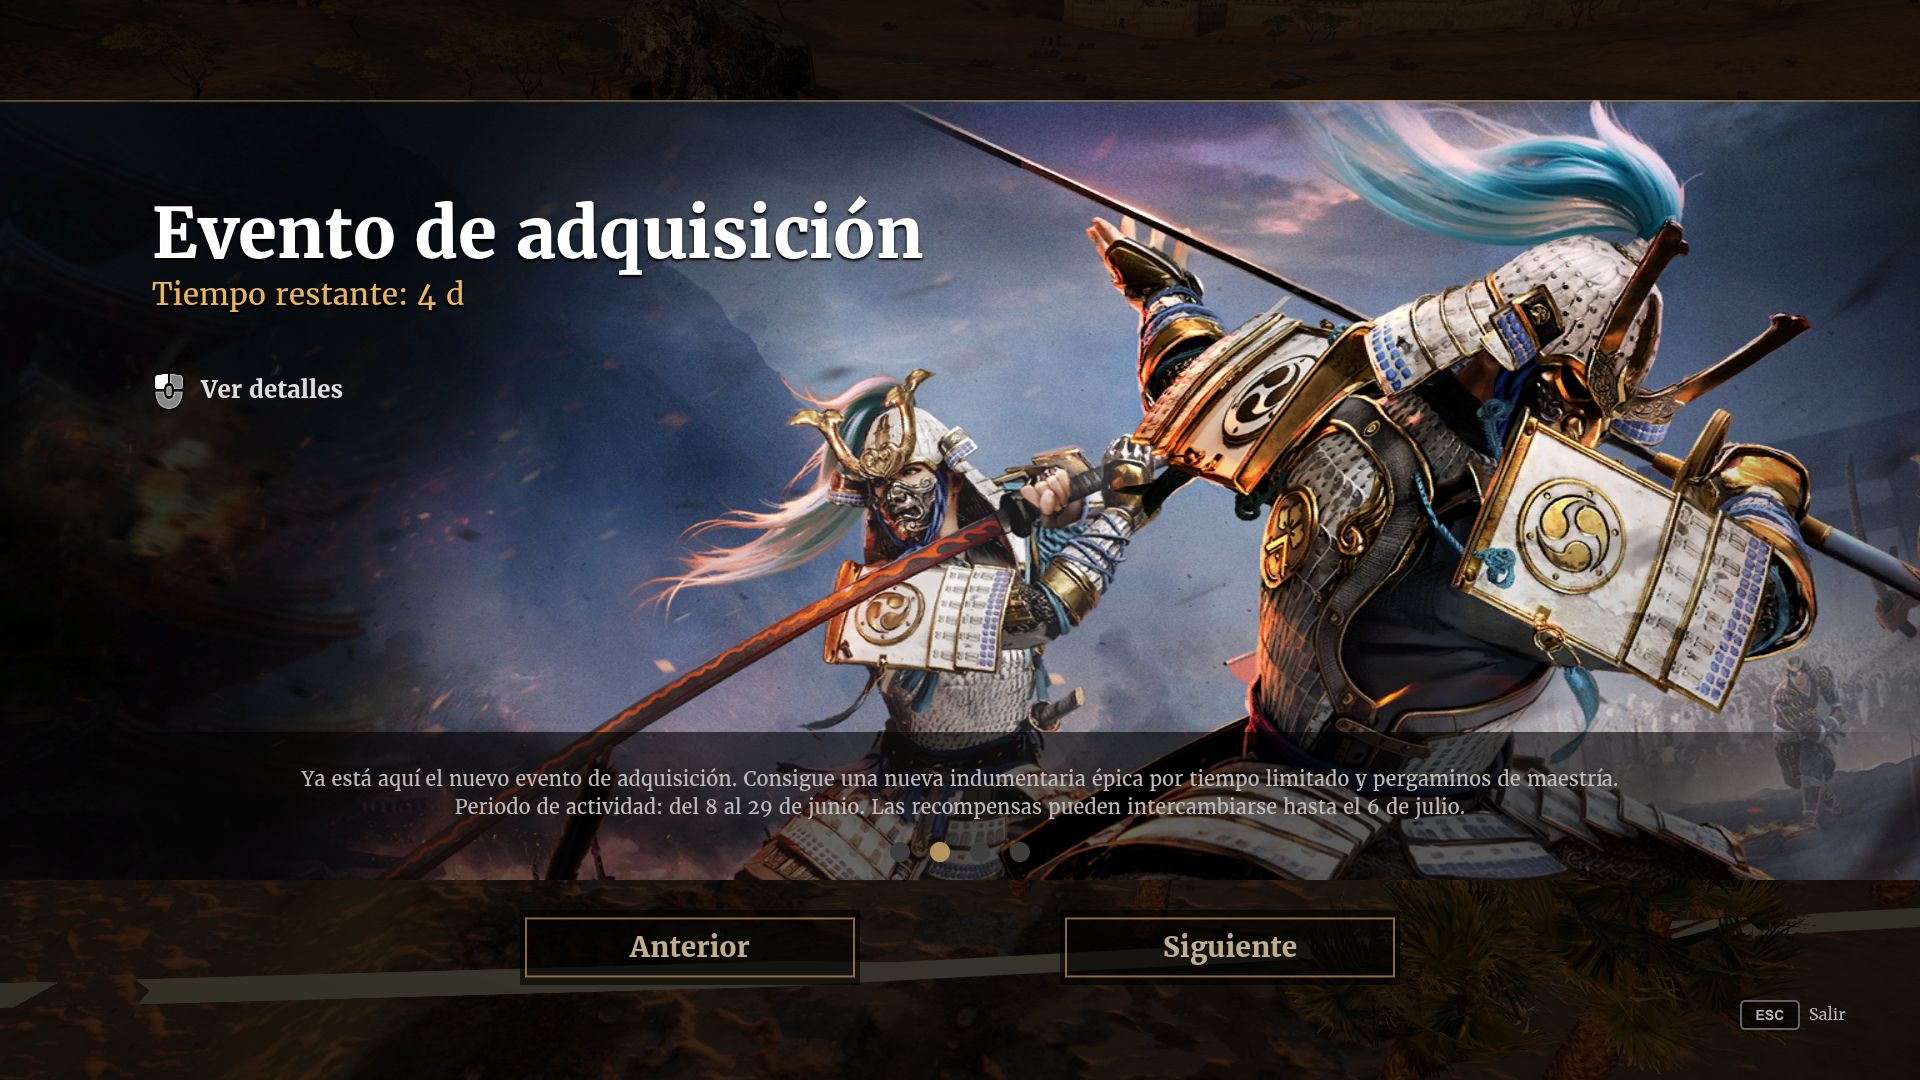 Evento de adquisición
Tiempo restante: 4 d
Ver detalles
Ya está aquí el nuevo evento de adquisición. Consigue una nueva indumentaria épica por tiempo limitado y pergaminos de maestría.
Periodo de actividad: del 8 al 29 de junio. Las recompensas pueden intercambiarse hasta el 6 de julio.
Anterior
Siguiente
ESC Salir